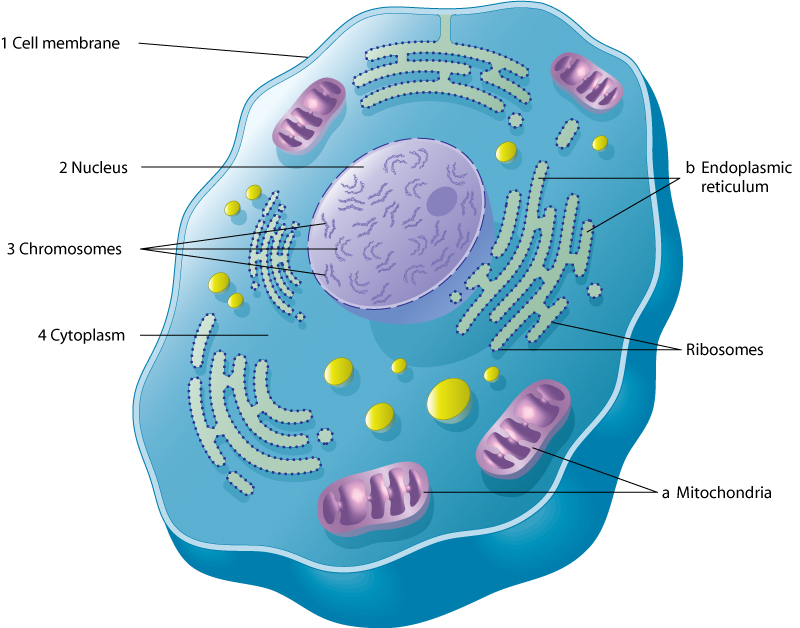 1 Cell membrane
2 Nucleus
3 Chromosomes
4 Cytoplasm
b Endoplasmic
reticulum
Ribosomes
a Mitochondria